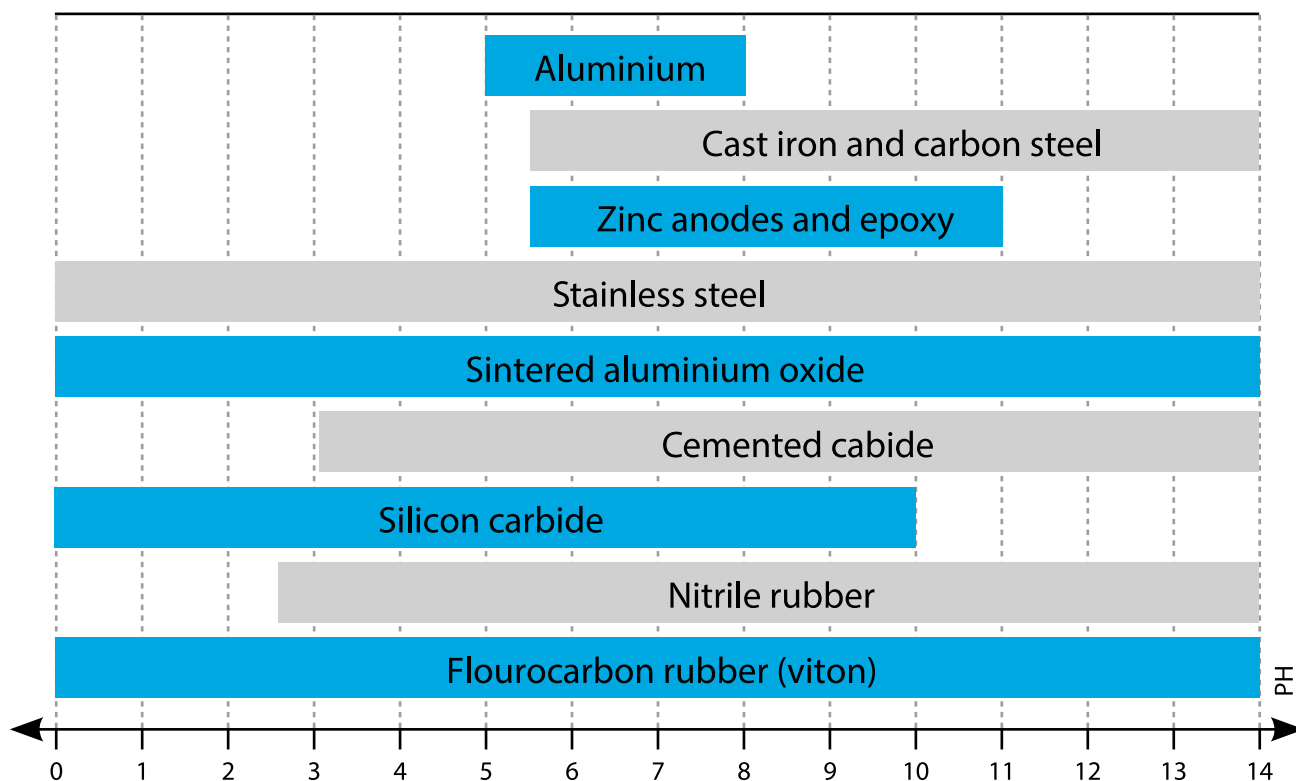 Aluminium
Cast iron and carbon steel
Zinc anodes and epoxy
Stainless steel
Sintered aluminium oxide
Cemented cabide
Silicon carbide
Nitrile rubber
Flourocarbon rubber (viton)
PH
0 1 2 3 4 5 6 7 8 9 10 11 12 13 14